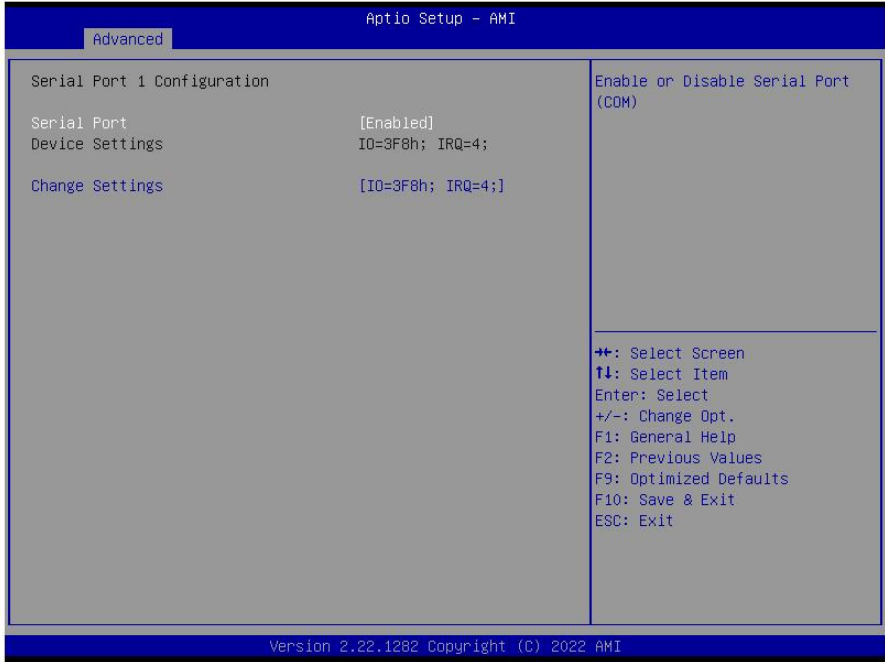 Aptio Setup – AMI
Advanced
Serial Port 1 Configuration
Serial Port [Enabled]
Device Settings IO=3F8h; IRQ=4;
Change Settings [IO=3F8h; IRQ=4;]
Enable or Disable Serial Port
(COM)
→←: Select Screen
↑↓: Select Item
Enter: Select
+/-: Change Opt.
F1: General Help
F2: Previous Values
F9: Optimized Defaults
F10: Save & Exit
ESC: Exit
Version 2.22.1282 Copyright (C) 2022 AMI